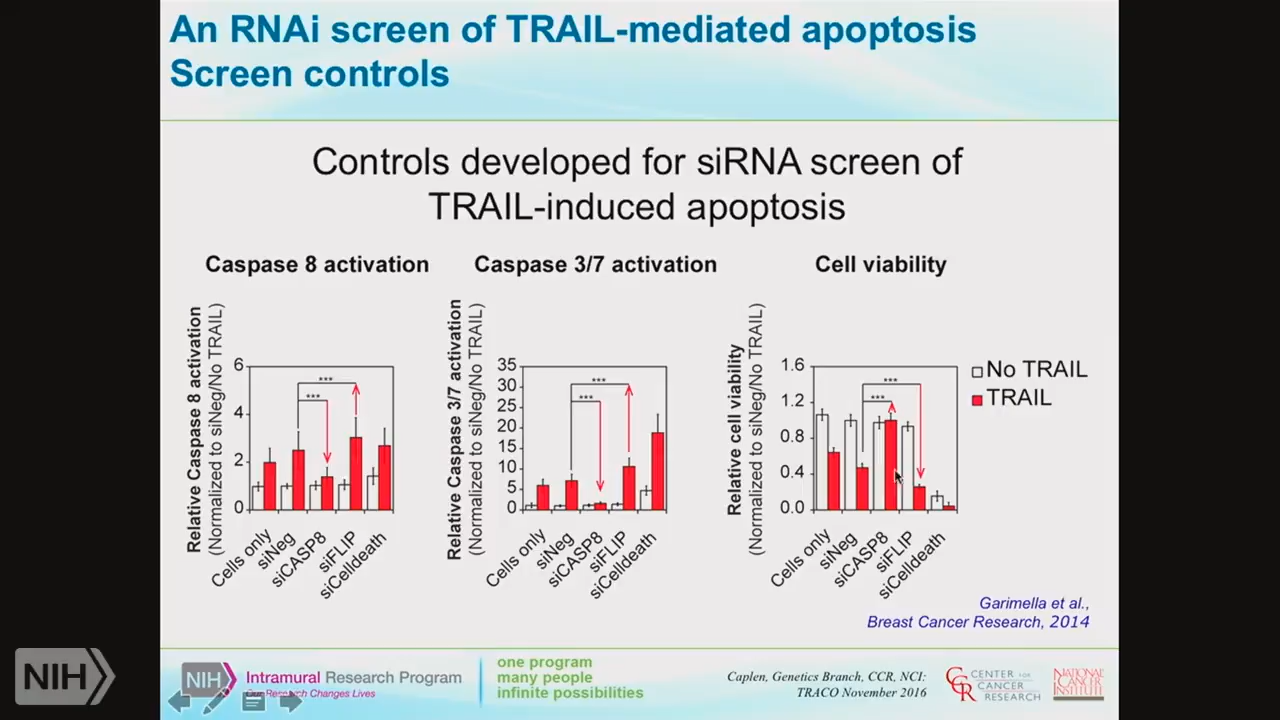 An RNAi screen of TRAIL-mediated apoptosis
Screen controls
Controls developed for siRNA screen of
TRAIL-induced apoptosis
Caspase 8 activation
Relative Caspase 8 activation
(Normalized to siNeg/No TRAIL)
6
4
2
0
***
***
Cells only
siNeg
siCASP8
siFLIP
siCelldeath
Caspase 3/7 activation
Relative Caspase 3/7 activation
(Normalized to siNeg/No TRAIL)
35
30
25
20
15
10
5
0
***
***
Cells only
siNeg
siCASP8
siFLIP
siCelldeath
Cell viability
Relative cell viability
(Normalized to siNeg/No TRAIL)
1.6
1.2
0.8
0.4
0.0
***
***
Cells only
siNeg
siCASP8
siFLIP
siCelldeath
No TRAIL
TRAIL
Garimella et al.,
Breast Cancer Research, 2014
NIH
NIH
Intramural Research Program
Our Research Changes Lives
one program
many people
infinite possibilities
Caplen, Genetics Branch, CCR, NCI:
TRACO November 2016
CCR
CENTER FOR
CANCER
RESEARCH
NATIONAL
CANCER
INSTITUTE